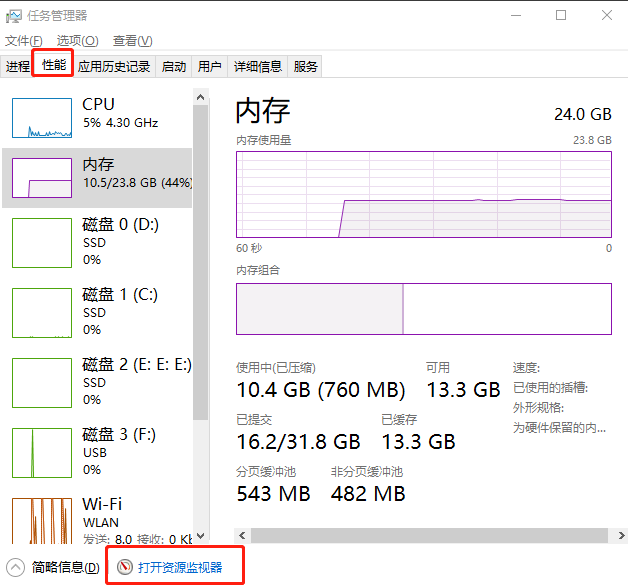 任务管理器
文件(F) 选项(O) 查看(V)
进程 性能 应用历史记录 启动 用户 详细信息 服务
CPU
5% 4.30 GHz
内存
10.5/23.8 GB (44%)
磁盘 0 (D:)
SSD
0%
磁盘 1 (C:)
SSD
0%
磁盘 2 (E: E: E:)
SSD
0%
磁盘 3 (F:)
USB
0%
Wi-Fi
WLAN
发送: 8.0 接收: 0 Kb
内存 24.0 GB
内存使用量 23.8 GB
60 秒 0
内存组合
使用中(已压缩) 可用 速度:
10.4 GB (760 MB) 13.3 GB 已使用的插槽:
外形规格:
已提交 已缓存 为硬件保留的内...
16.2/31.8 GB 13.3 GB
分页缓冲池 非分页缓冲池
543 MB 482 MB
简略信息(D) 打开资源监视器